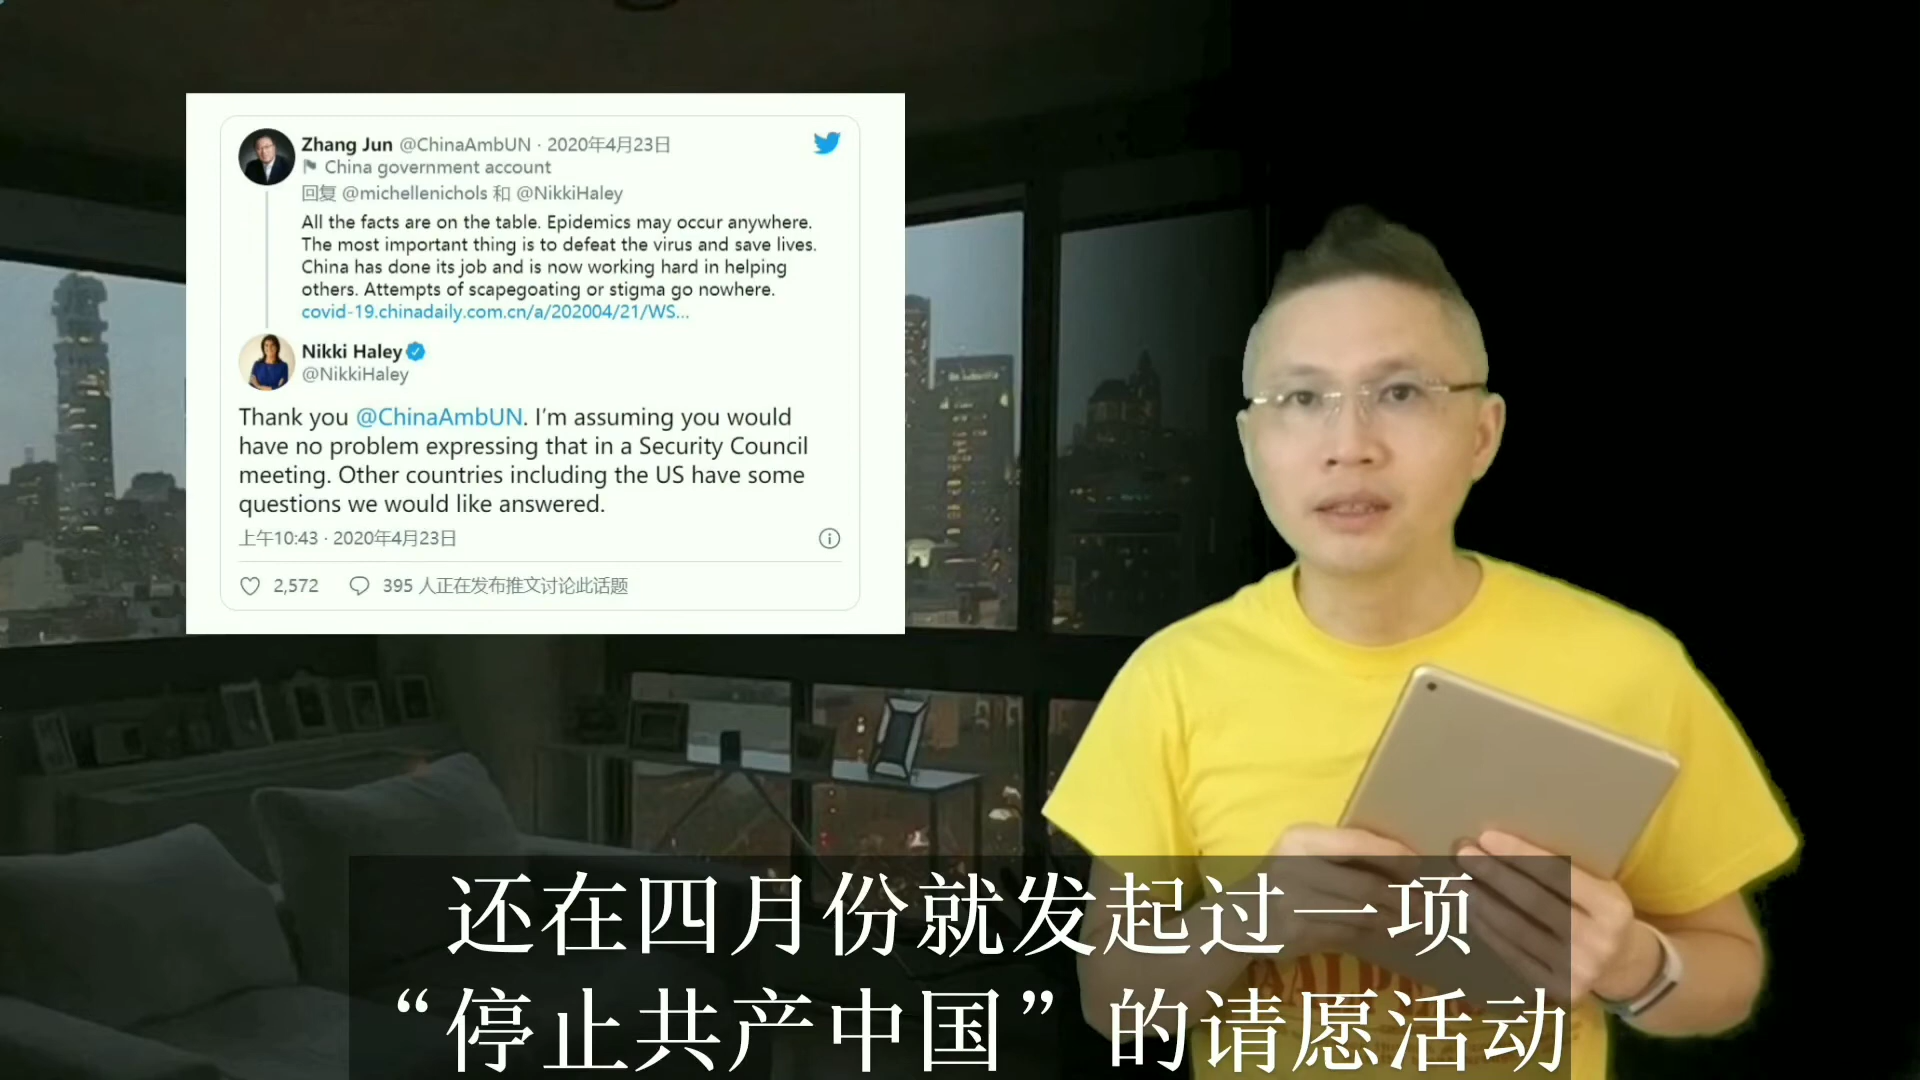 Zhang Jun @ChinaAmbUN · 2020年4月23日
China government account
回复 @michellenichols 和 @NikkiHaley
All the facts are on the table. Epidemics may occur anywhere.
The most important thing is to defeat the virus and save lives.
China has done its job and is now working hard in helping
others. Attempts of scapegoating or stigma go nowhere.
covid-19.chinadaily.com.cn/a/202004/21/WS...
Nikki Haley
@NikkiHaley
Thank you @ChinaAmbUN. I'm assuming you would
have no problem expressing that in a Security Council
meeting. Other countries including the US have some
questions we would like answered.
上午10:43 · 2020年4月23日
2,572 395 人正在发布推文讨论此话题
还在四月份就发起过一项
“停止共产中国”的请愿活动